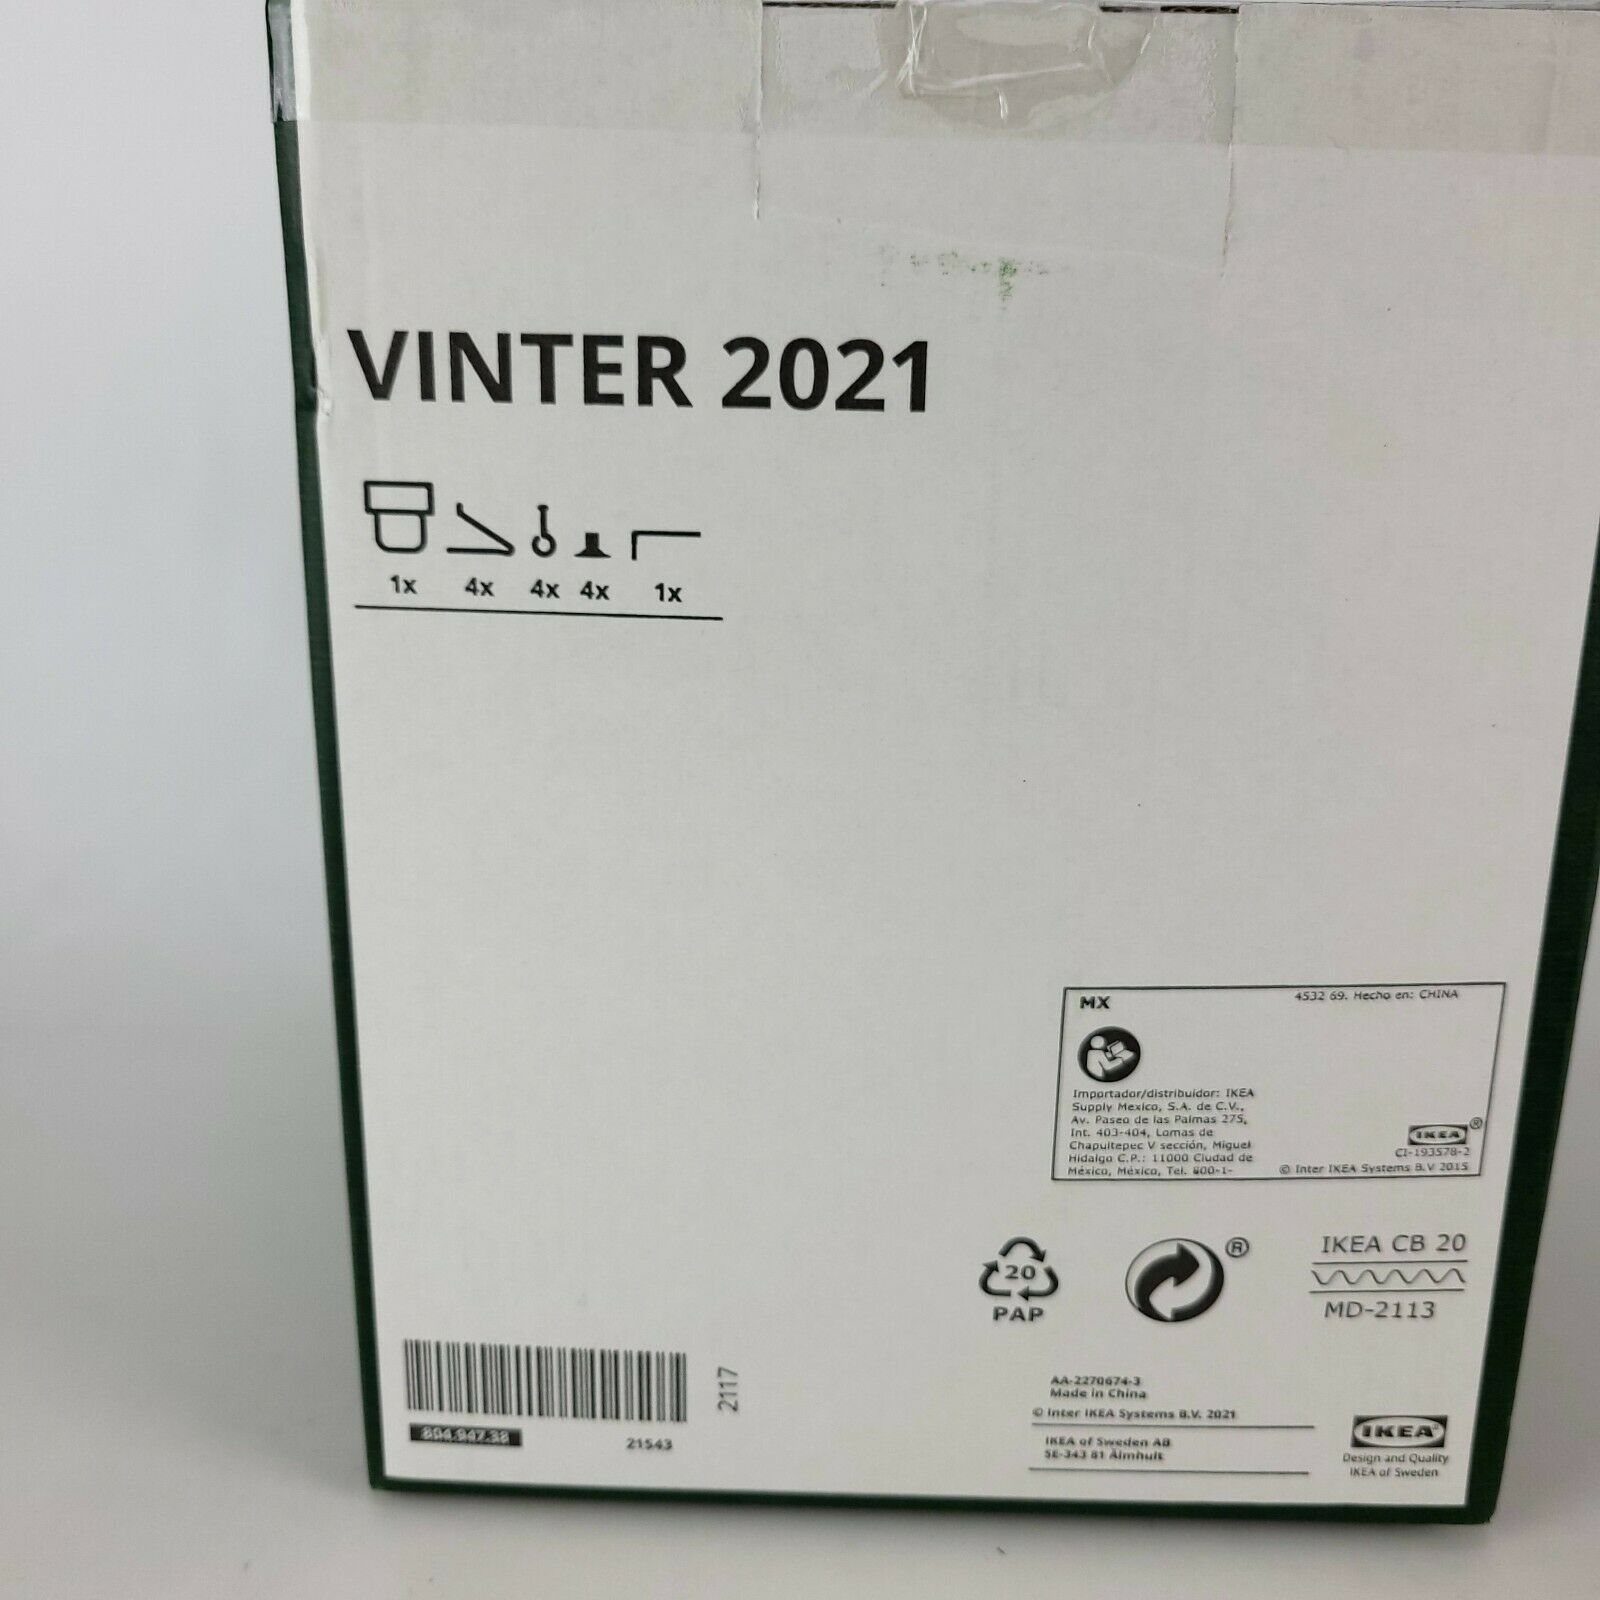 VINTER 2021
1x 4x 4x 4x 1x
MX
4532 69. Hecho en: CHINA
Importador/distribuidor: IKEA
Supply Mexico, S.A. de C.V.,
Av. Paseo de las Palmas 275,
Int. 403-404, Lomas de
Chapultepec V sección, Miguel
Hidalgo C.P.: 11000 Ciudad de
México, México, Tel. 800-1-
IKEA®
CI-193578-2
© Inter IKEA Systems B.V 2015
20
PAP
®
IKEA CB 20
MD-2113
2117
804.947.38
21543
AA-2270674-3
Made in China
© Inter IKEA Systems B.V. 2021
IKEA of Sweden AB
SE-343 81 Älmhult
IKEA®
Design and Quality
IKEA of Sweden